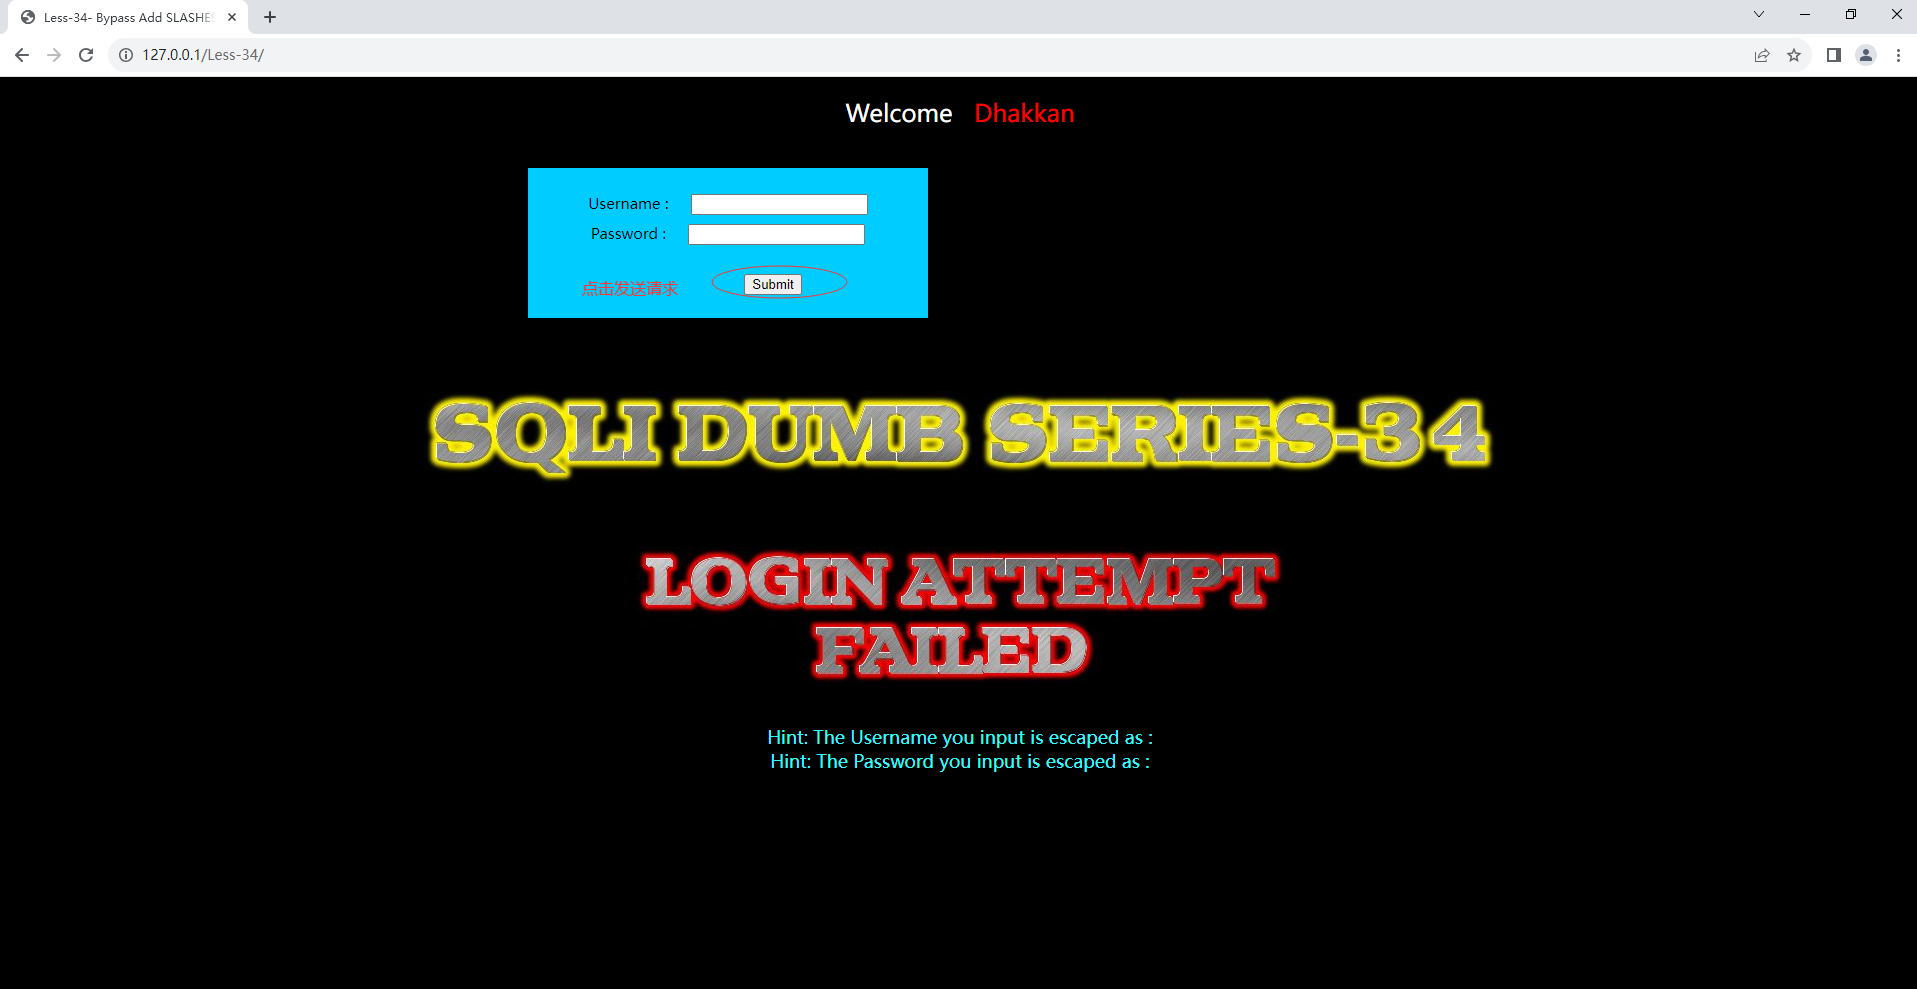 Less-34- Bypass Add SLASHES
127.0.0.1/Less-34/
Welcome Dhakkan
Username :
Password :
点击发送请求 Submit
SQLI DUMB SERIES-34
LOGIN ATTEMPT
FAILED
Hint: The Username you input is escaped as :
Hint: The Password you input is escaped as :